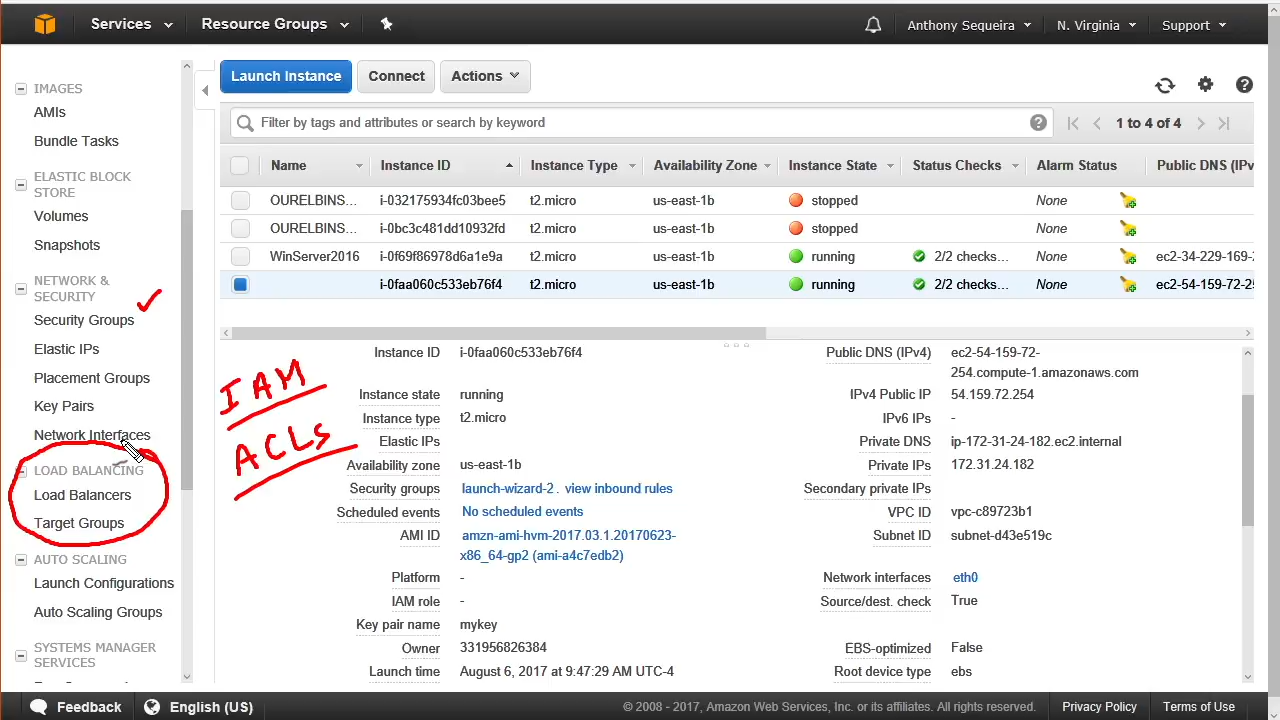 Services Resource Groups Anthony Sequeira N. Virginia Support
IMAGES
AMIs
Bundle Tasks
ELASTIC BLOCK
STORE
Volumes
Snapshots
NETWORK &
SECURITY
Security Groups
Elastic IPs
Placement Groups
Key Pairs
Network Interfaces
LOAD BALANCING
Load Balancers
Target Groups
AUTO SCALING
Launch Configurations
Auto Scaling Groups
SYSTEMS MANAGER
SERVICES
Launch Instance Connect Actions
Filter by tags and attributes or search by keyword 1 to 4 of 4
Name Instance ID Instance Type Availability Zone Instance State Status Checks Alarm Status Public DNS (IPv
OURELBINS... i-032175934fc03bee5 t2.micro us-east-1b stopped None
OURELBINS... i-0bc3c481dd10932fd t2.micro us-east-1b stopped None
WinServer2016 i-0f69f8f978d6a1e9a t2.micro us-east-1b running 2/2 checks... None ec2-34-229-169-
i-0faa060c533eb76f4 t2.micro us-east-1b running 2/2 checks... None ec2-54-159-72-25
IAM
ACLs
Instance ID i-0faa060c533eb76f4
Instance state running
Instance type t2.micro
Elastic IPs
Availability zone us-east-1b
Security groups launch-wizard-2. view inbound rules
Scheduled events No scheduled events
AMI ID amzn-ami-hvm-2017.03.1.20170623-
x86_64-gp2 (ami-a4c7edb2)
Platform -
IAM role -
Key pair name mykey
Owner 331956826384
Launch time August 6, 2017 at 9:47:29 AM UTC-4
Public DNS (IPv4) ec2-54-159-72-
254.compute-1.amazonaws.com
IPv4 Public IP 54.159.72.254
IPv6 IPs -
Private DNS ip-172-31-24-182.ec2.internal
Private IPs 172.31.24.182
Secondary private IPs
VPC ID vpc-c89723b1
Subnet ID subnet-d43e519c
Network interfaces eth0
Source/dest. check True
EBS-optimized False
Root device type ebs
Feedback English (US) © 2008 - 2017, Amazon Web Services, Inc. or its affiliates. All rights reserved. Privacy Policy Terms of Use